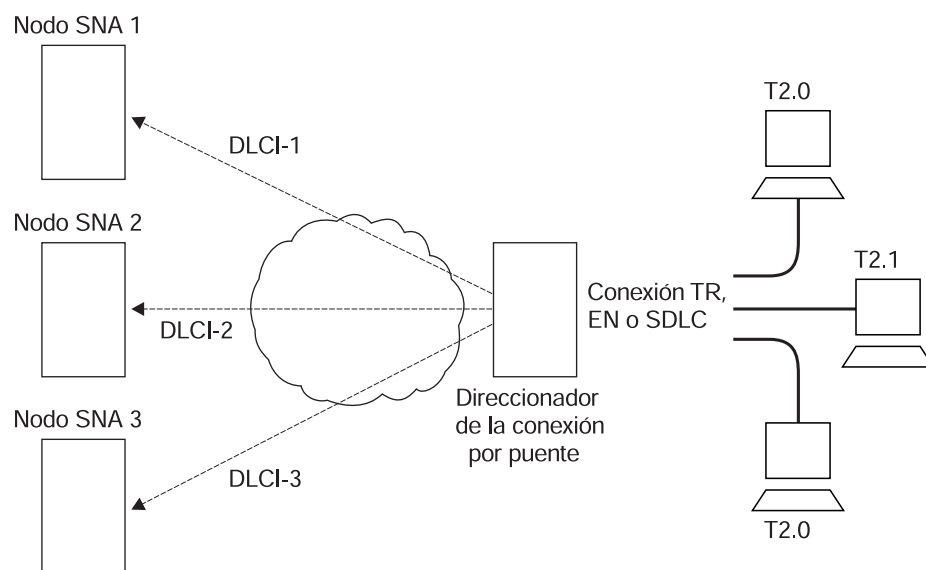 Nodo SNA 1
T2.0
DLCI-1
Nodo SNA 2
T2.1
Conexión TR,
EN o SDLC
DLCI-2
Direccionador
de la conexión
por puente
Nodo SNA 3
DLCI-3
T2.0